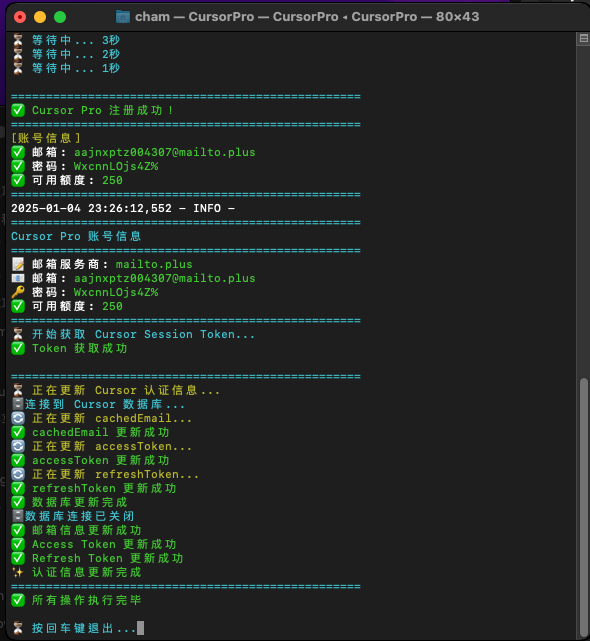 cham — CursorPro — CursorPro ◂ CursorPro — 80×43
⏳ 等待中... 3秒
⏳ 等待中... 2秒
⏳ 等待中... 1秒
==================================================
✅ Cursor Pro 注册成功！
==================================================
[账号信息]
✅ 邮箱: aajnxptz004307@mailto.plus
✅ 密码: WxcnnLOjs4Z%
✅ 可用额度: 250
==================================================
2025-01-04 23:26:12,552 - INFO -
==================================================
Cursor Pro 账号信息
==================================================
📝 邮箱服务商: mailto.plus
📧 邮箱: aajnxptz004307@mailto.plus
🔑 密码: WxcnnLOjs4Z%
✅ 可用额度: 250
==================================================
⏳ 开始获取 Cursor Session Token...
✅ Token 获取成功
==================================================
⏳ 正在更新 Cursor 认证信息...
🗄️连接到 Cursor 数据库...
🔄 正在更新 cachedEmail...
✅ cachedEmail 更新成功
🔄 正在更新 accessToken...
✅ accessToken 更新成功
🔄 正在更新 refreshToken...
✅ refreshToken 更新成功
✅ 数据库更新完成
🗄️数据库连接已关闭
✅ 邮箱信息更新成功
✅ Access Token 更新成功
✅ Refresh Token 更新成功
✨ 认证信息更新完成
==================================================
✅ 所有操作执行完毕
⏳ 按回车键退出...